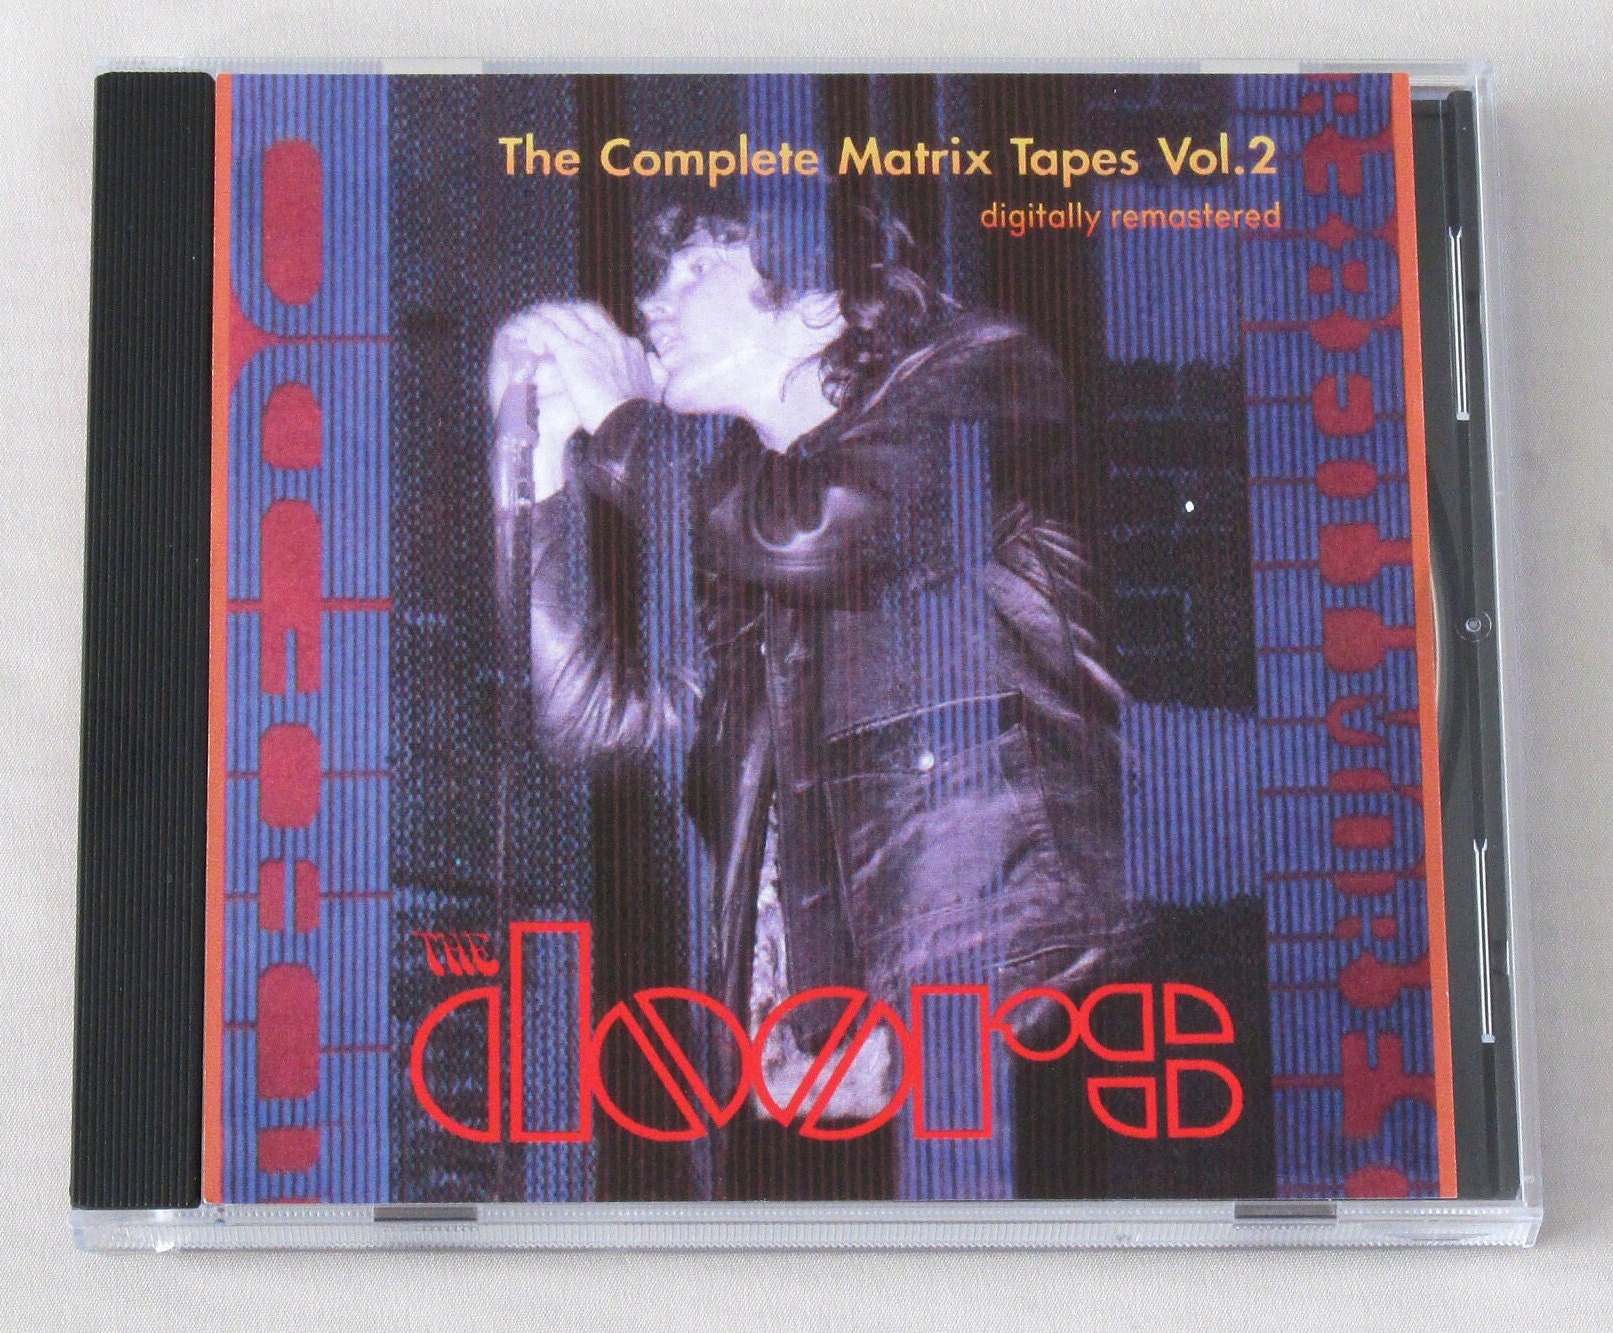 The Complete Matrix Tapes Vol.2
digitally remastered
THE
doors